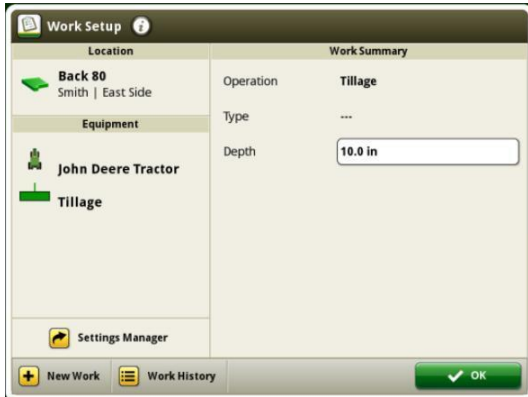 Work Setup i
Location
Back 80
Smith | East Side
Equipment
John Deere Tractor
Tillage
Settings Manager
Work Summary
Operation Tillage
Type ---
Depth 10.0 in
New Work Work History OK